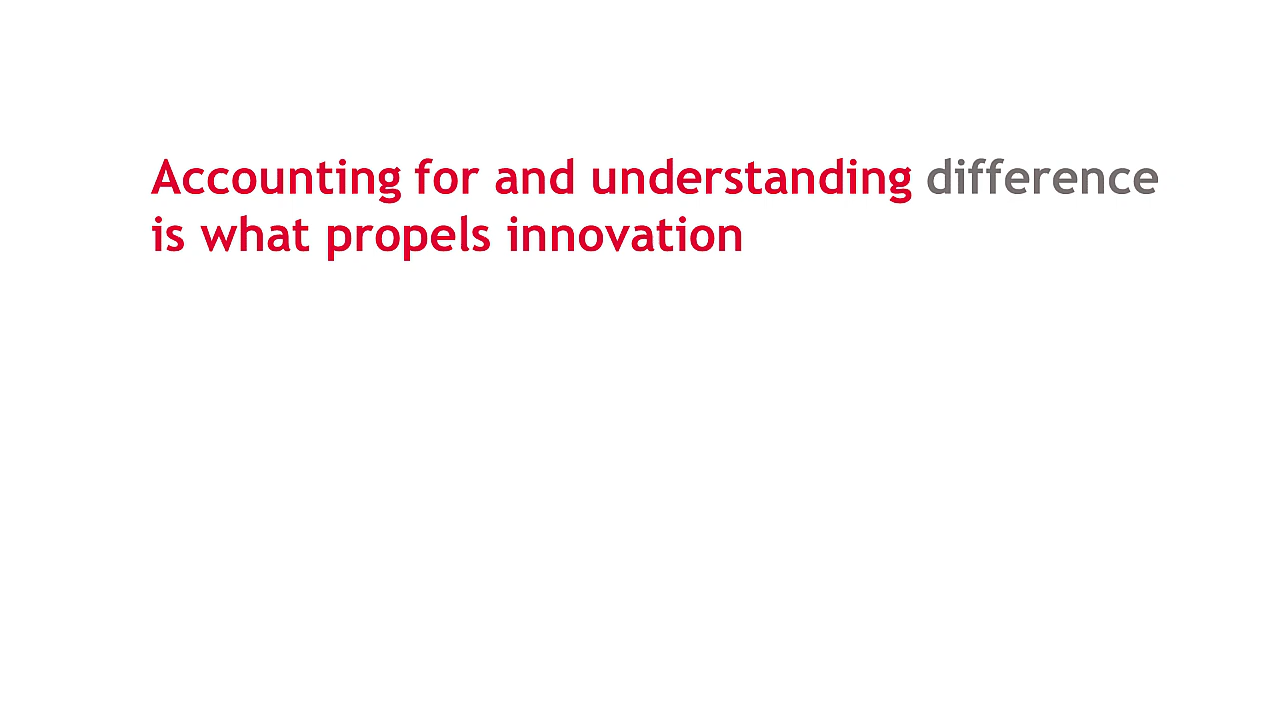 Accounting for and understanding difference
is what propels innovation